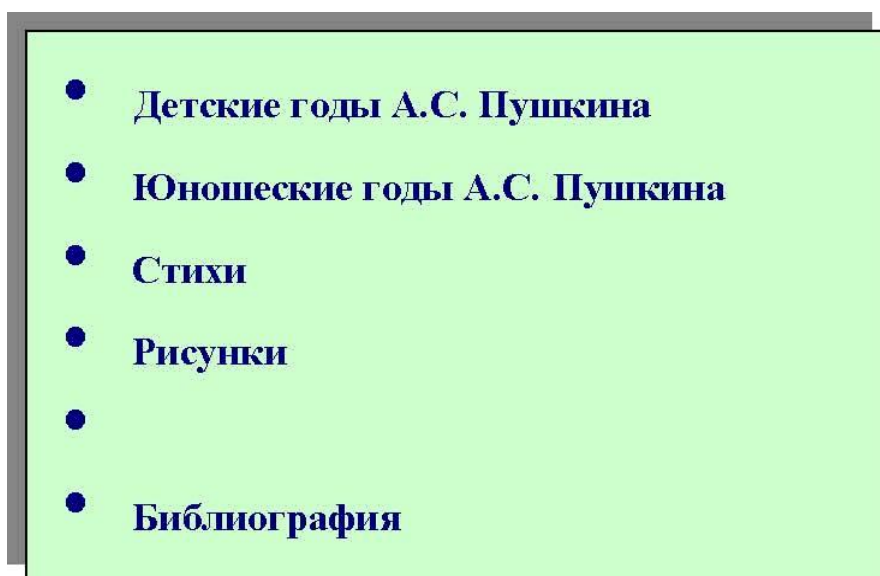 • Детские годы А.С. Пушкина
• Юношеские годы А.С. Пушкина
• Стихи
• Рисунки
•
• Библиография